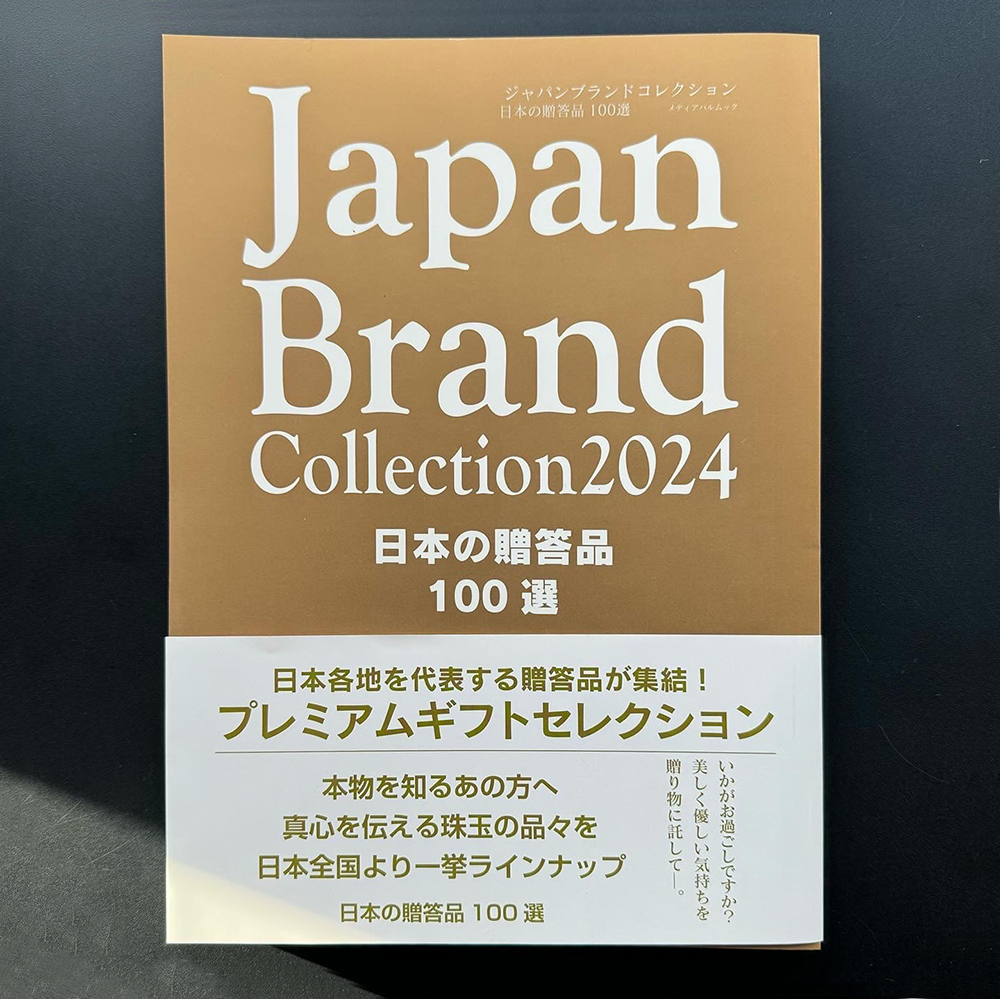 ジャパンブランドコレクション
日本の贈答品 100選
メディアパルムック
Japan
Brand
Collection2024
日本の贈答品
100 選
日本各地を代表する贈答品が集結！
プレミアムギフトセレクション
本物を知るあの方へ
真心を伝える珠玉の品々を
日本全国より一挙ラインナップ
日本の贈答品 100 選
いかがお過ごしですか？
美しく優しい気持ちを
贈り物に託して―。